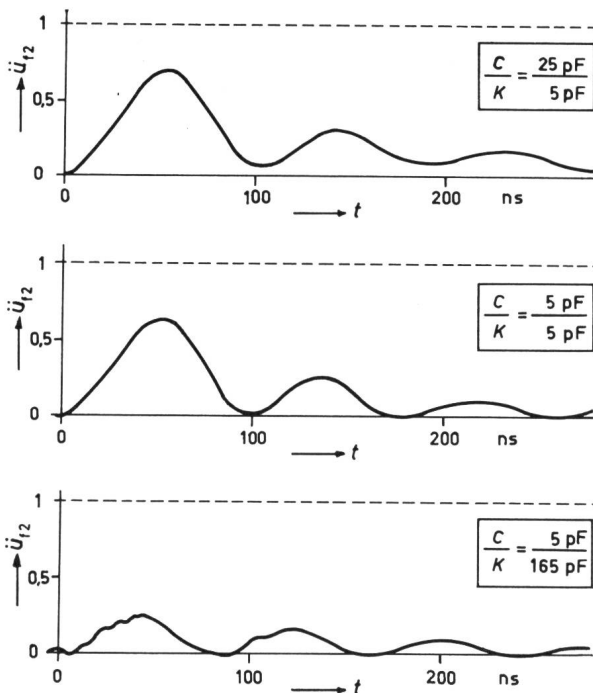 1
ü_f2
0,5
0
C/K = 25 pF/5 pF
0 100 200 ns
t
1
ü_f2
0,5
0
C/K = 5 pF/5 pF
0 100 200 ns
t
1
ü_f2
0,5
0
C/K = 5 pF/165 pF
0 100 200 ns
t